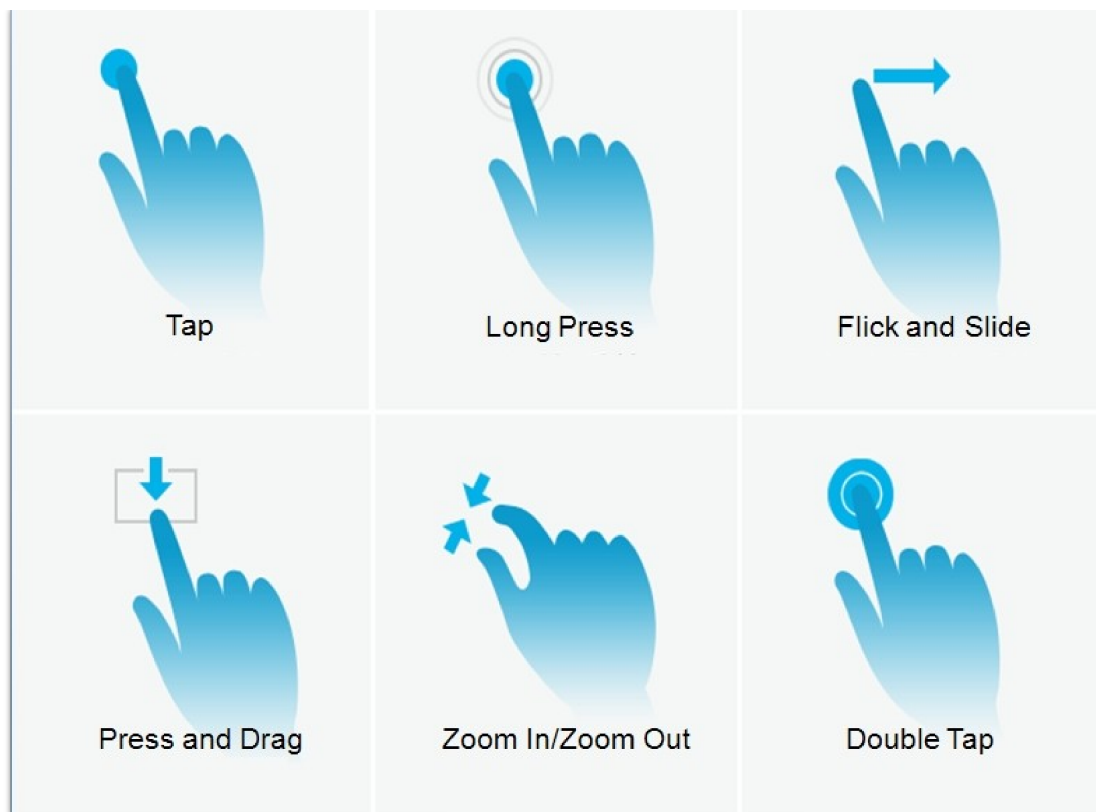 Tap
Long Press
Flick and Slide
Press and Drag
Zoom In/Zoom Out
Double Tap